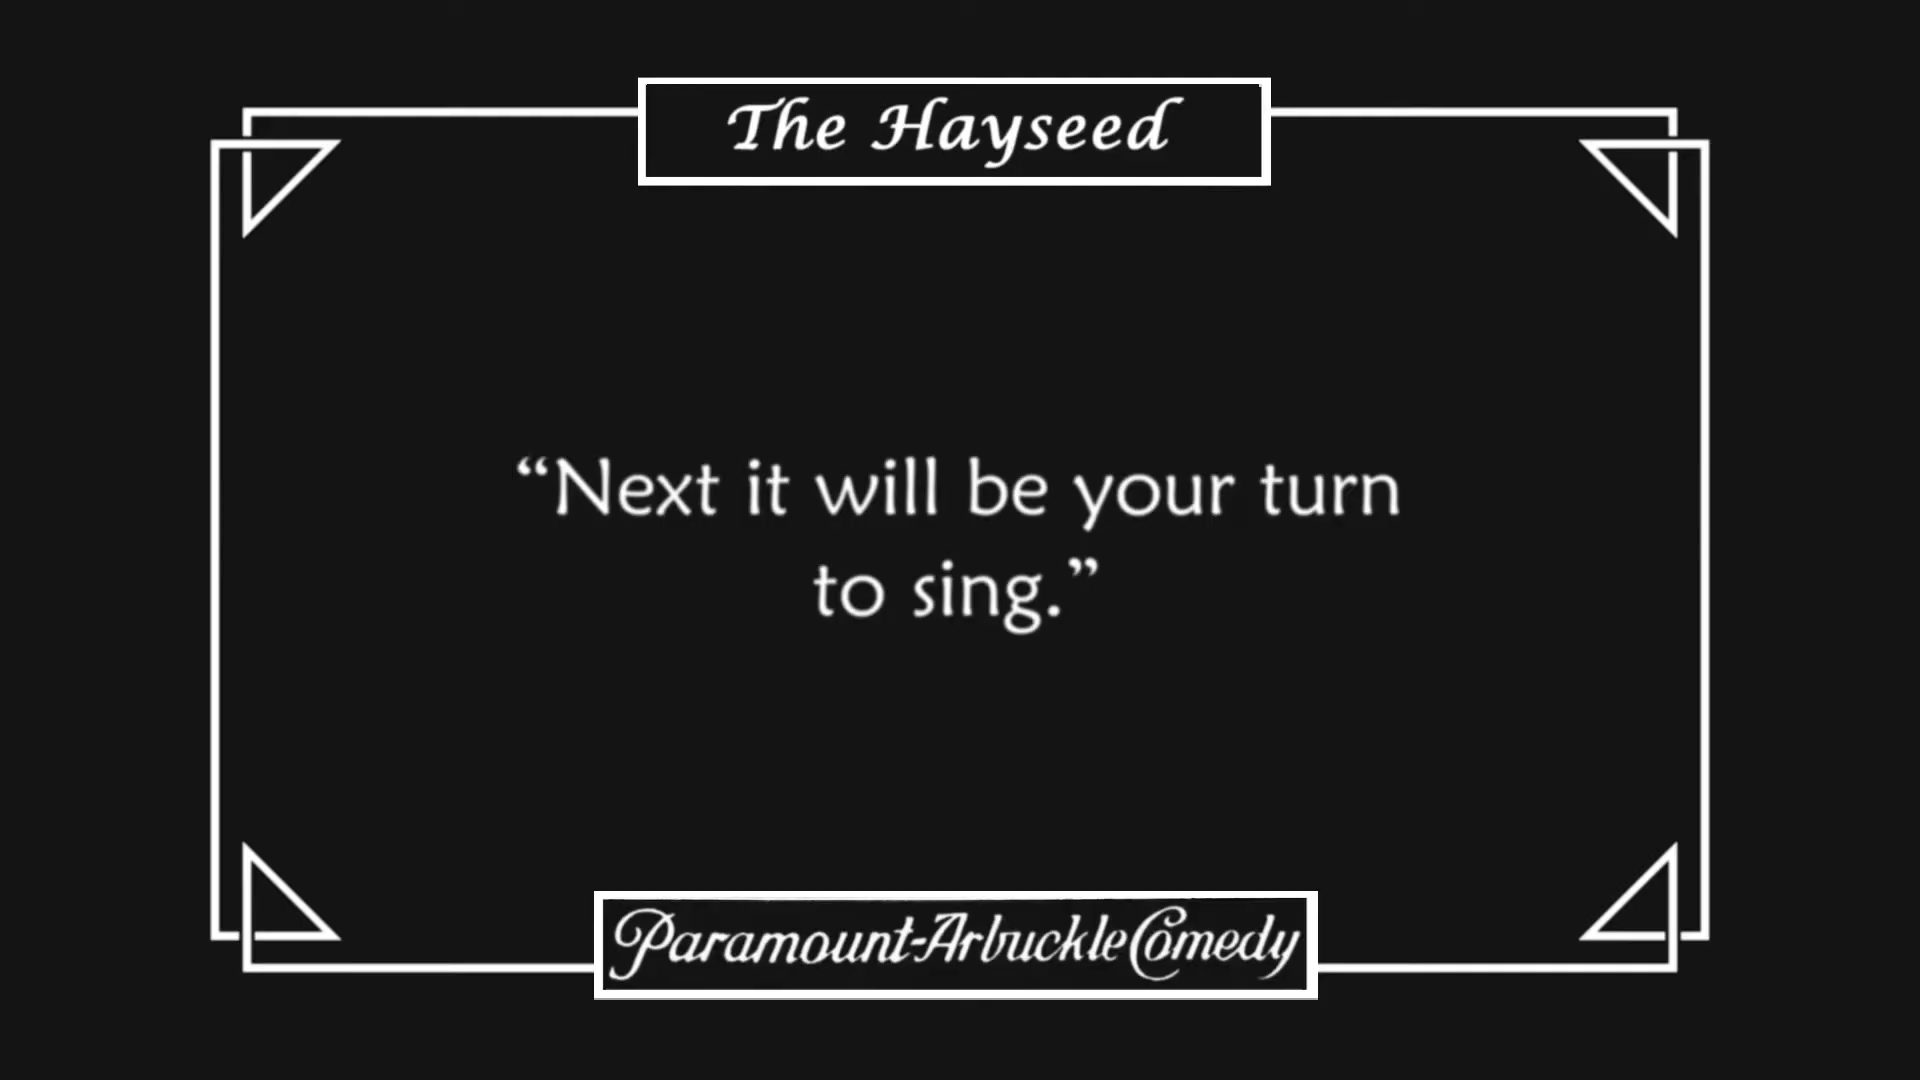 The Hayseed
“Next it will be your turn
to sing.”
Paramount-Arbuckle Comedy